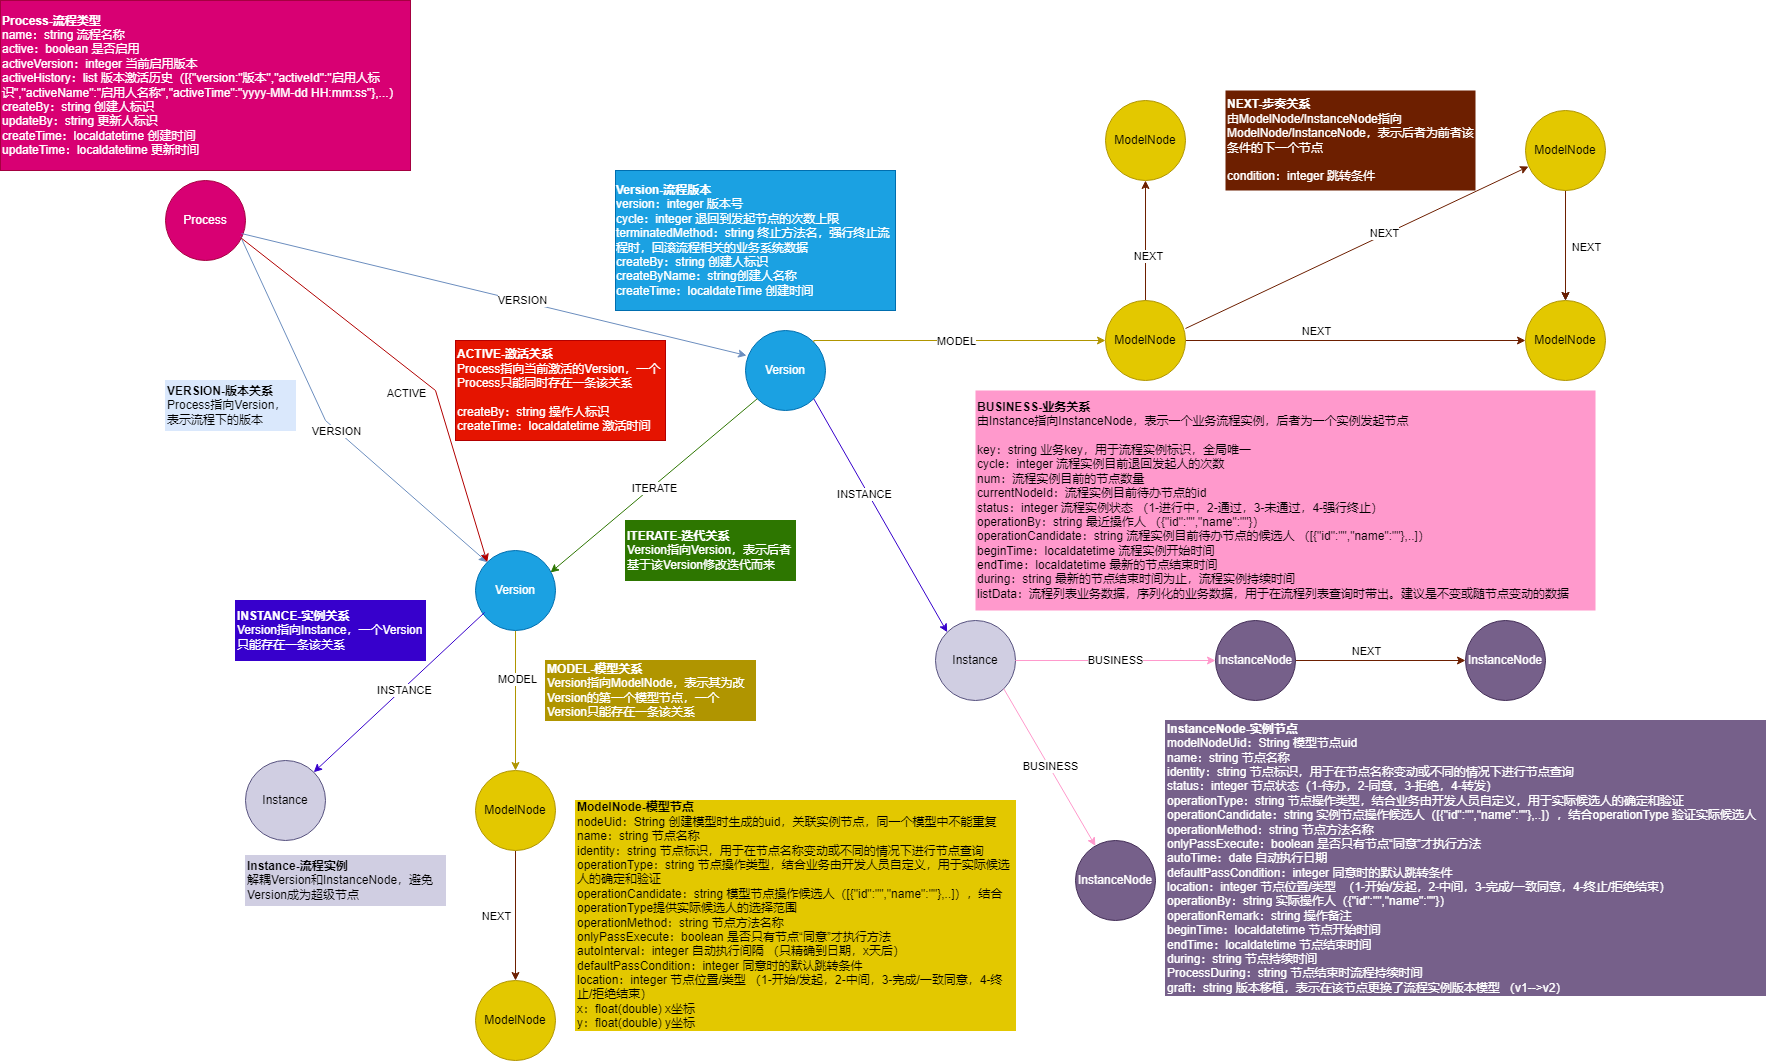 Process-流程类型
name：string 流程名称
active：boolean 是否启用
activeVersion：integer 当前启用版本
activeHistory：list 版本激活历史（[{"version:"版本","activeId":"启用人标
识","activeName":"启用人名称","activeTime":"yyyy-MM-dd HH:mm:ss"},...）
createBy：string 创建人标识
updateBy：string 更新人标识
createTime：localdatetime 创建时间
updateTime：localdatetime 更新时间
Process
Version-流程版本
version：integer 版本号
cycle：integer 退回到发起节点的次数上限
terminatedMethod：string 终止方法名，强行终止流
程时，回滚流程相关的业务系统数据
createBy：string 创建人标识
createByName：string创建人名称
createTime：localdateTime 创建时间
NEXT-步奏关系
由ModelNode/InstanceNode指向
ModelNode/InstanceNode，表示后者为前者该
条件的下一个节点
condition：integer 跳转条件
ModelNode
ModelNode
NEXT
NEXT
NEXT
VERSION
NEXT
MODEL
ModelNode
ModelNode
Version
ACTIVE-激活关系
Process指向当前激活的Version，一个
Process只能同时存在一条该关系
createBy：string 操作人标识
createTime：localdatetime 激活时间
VERSION-版本关系
Process指向Version，
表示流程下的版本
ACTIVE
VERSION
BUSINESS-业务关系
由Instance指向InstanceNode，表示一个业务流程实例，后者为一个实例发起节点
key：string 业务key，用于流程实例标识，全局唯一
cycle：integer 流程实例目前退回发起人的次数
num：流程实例目前的节点数量
currentNodeId：流程实例目前待办节点的id
status：integer 流程实例状态 （1-进行中，2-通过，3-未通过，4-强行终止）
operationBy：string 最近操作人 （{"id":"","name":""}）
operationCandidate：string 流程实例目前待办节点的候选人 （[{"id":"","name":""},..]）
beginTime：localdatetime 流程实例开始时间
endTime：localdatetime 最新的节点结束时间
during：string 最新的节点结束时间为止，流程实例持续时间
listData：流程列表业务数据，序列化的业务数据，用于在流程列表查询时带出。建议是不变或随节点变动的数据
ITERATE
INSTANCE
ITERATE-迭代关系
Version指向Version，表示后者
基于该Version修改迭代而来
Version
INSTANCE-实例关系
Version指向Instance，一个Version
只能存在一条该关系
Instance
BUSINESS
InstanceNode
NEXT
InstanceNode
MODEL
INSTANCE
MODEL-模型关系
Version指向ModelNode，表示其为改
Version的第一个模型节点，一个
Version只能存在一条该关系
BUSINESS
InstanceNode-实例节点
modelNodeUid：String 模型节点uid
name：string 节点名称
identity：string 节点标识，用于在节点名称变动或不同的情况下进行节点查询
status：integer 节点状态（1-待办，2-同意，3-拒绝，4-转发）
operationType：string 节点操作类型，结合业务由开发人员自定义，用于实际候选人的确定和验证
operationCandidate：string 实例节点操作候选人（[{"id":"","name":""},..]），结合operationType 验证实际候选人
operationMethod：string 节点方法名称
onlyPassExecute：boolean 是否只有节点"同意"才执行方法
autoTime：date 自动执行日期
defaultPassCondition：integer 同意时的默认跳转条件
location：integer 节点位置/类型 （1-开始/发起，2-中间，3-完成/一致同意，4-终止/拒绝结束）
operationBy：string 实际操作人（{"id":"","name":""}）
operationRemark：string 操作备注
beginTime：localdatetime 节点开始时间
endTime：localdatetime 节点结束时间
during：string 节点持续时间
ProcessDuring：string 节点结束时流程持续时间
graft：string 版本移植，表示在该节点更换了流程实例版本模型 （v1-->v2）
Instance
Instance-流程实例
解耦Version和InstanceNode，避免
Version成为超级节点
ModelNode
InstanceNode
ModelNode-模型节点
nodeUid：String 创建模型时生成的uid，关联实例节点，同一个模型中不能重复
name：string 节点名称
identity：string 节点标识，用于在节点名称变动或不同的情况下进行节点查询
operationType：string 节点操作类型，结合业务由开发人员自定义，用于实际候选
人的确定和验证
operationCandidate：string 模型节点操作候选人（[{"id":"","name":""},..]），结合
operationType提供实际候选人的选择范围
operationMethod：string 节点方法名称
onlyPassExecute：boolean 是否只有节点“同意”才执行方法
autoInterval：integer 自动执行间隔 （只精确到日期，x天后）
defaultPassCondition：integer 同意时的默认跳转条件
location：integer 节点位置/类型 （1-开始/发起，2-中间，3-完成/一致同意，4-终
止/拒绝结束）
x：float(double) x坐标
y：float(double) y坐标
NEXT
ModelNode